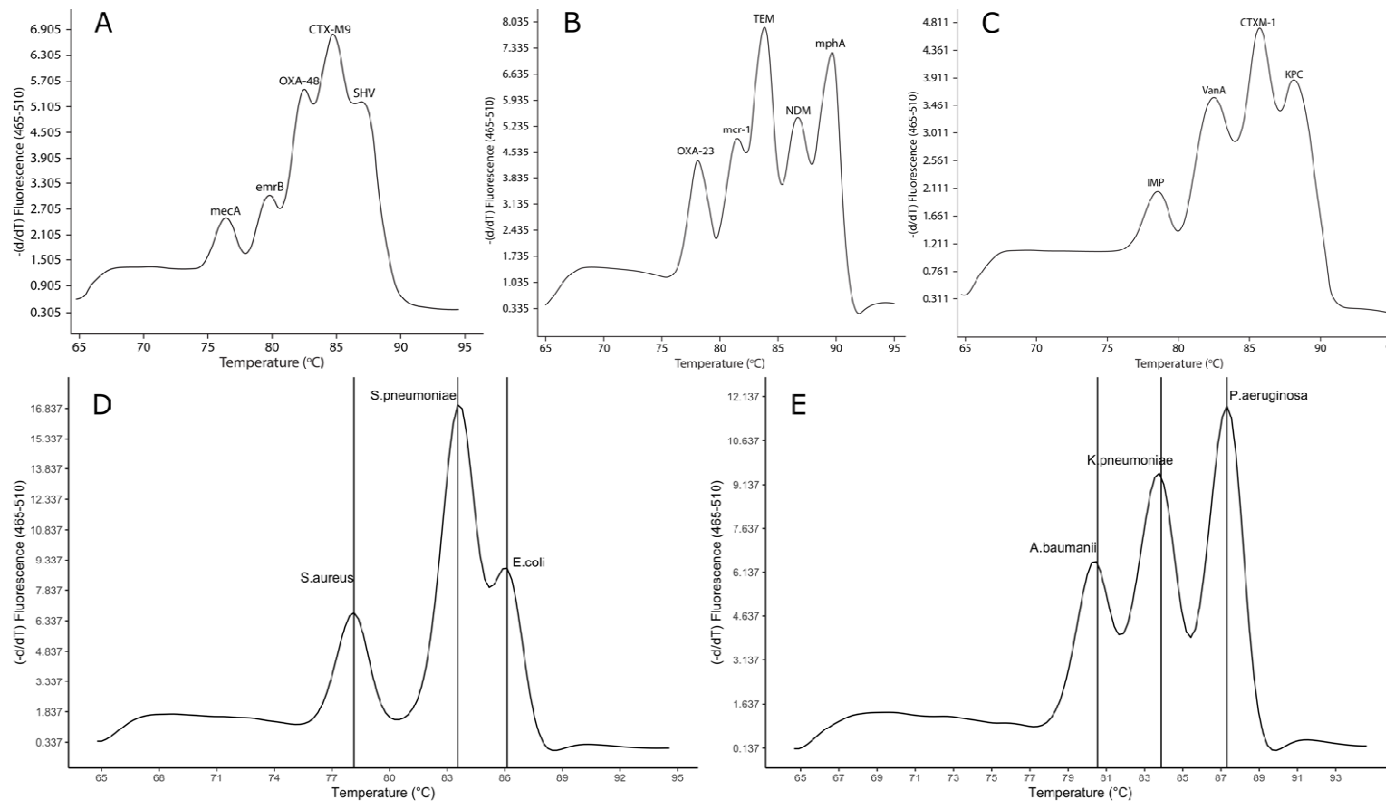 A
-(d/dT) Fluorescence (465-510)
6.905
6.305
5.705
5.105
4.505
3.905
3.305
2.705
2.105
1.505
0.905
0.305
mecA
emrB
OXA-48
CTX-M9
SHV
65 70 75 80 85 90 95
Temperature (°C)
B
-(d/dT) Fluorescence (465-510)
8.035
7.335
6.635
5.935
5.235
4.535
3.835
3.135
2.435
1.735
1.035
0.335
OXA-23
mcr-1
TEM
NDM
mphA
65 70 75 80 85 90 95
Temperature (°C)
C
-(d/dT) Fluorescence (465-510)
4.811
4.351
3.911
3.451
3.011
2.551
2.111
1.651
1.211
0.751
0.311
IMP
VanA
CTXM-1
KPC
65 70 75 80 85 90
Temperature (°C)
D
(-d/dT) Fluorescence (465-510)
16.837
15.337
13.837
12.337
10.837
9.337
7.837
6.337
4.837
3.337
1.837
0.337
S.aureus
S.pneumoniae
E.coli
65 68 71 74 77 80 83 86 89 92 95
Temperature (°C)
E
(-d/dT) Fluorescence (465-510)
12.137
10.637
9.137
7.637
6.137
4.637
3.137
1.637
0.137
A.baumanii
K.pneumoniae
P.aeruginosa
65 67 69 71 73 75 77 79 81 83 85 87 89 91 93
Temperature (°C)